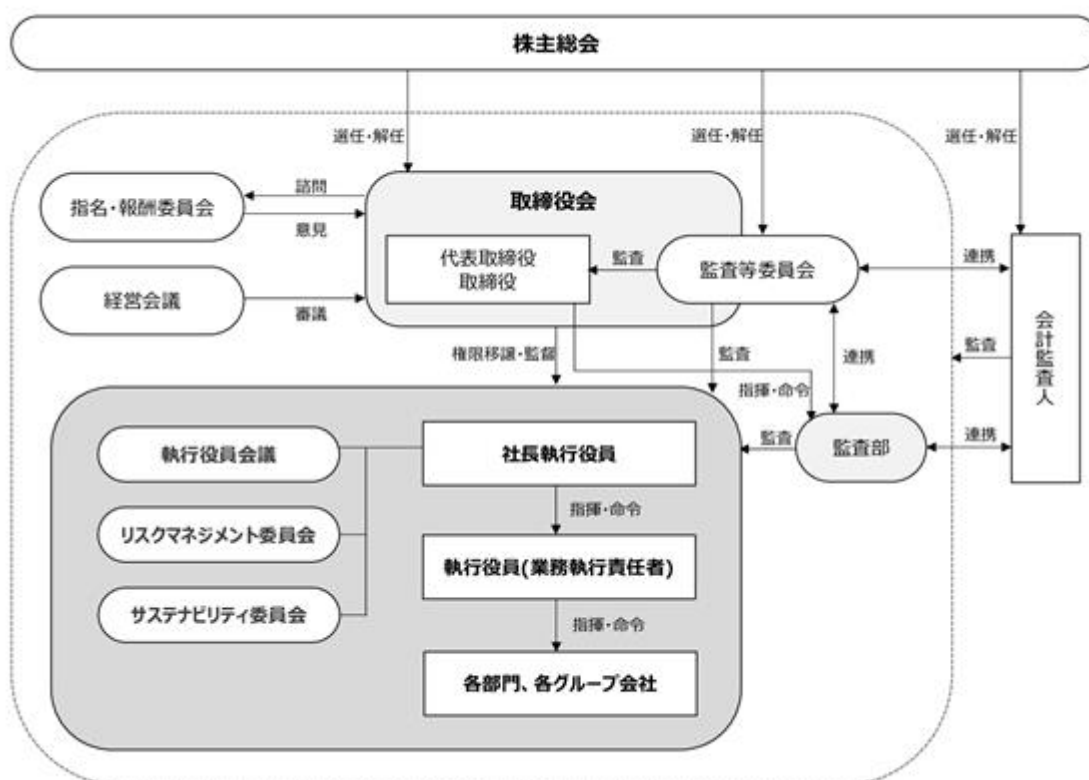 株主総会
選任・解任
選任・解任
選任・解任
指名・報酬委員会
諮問
意見
取締役会
代表取締役
取締役
監査
監査等委員会
連携
経営会議
審議
会計監査人
権限移譲・監督
監査
連携
指揮・命令
監査
執行役員会議
社長執行役員
監査
監査部
連携
指揮・命令
リスクマネジメント委員会
執行役員(業務執行責任者)
サステナビリティ委員会
指揮・命令
各部門、各グループ会社